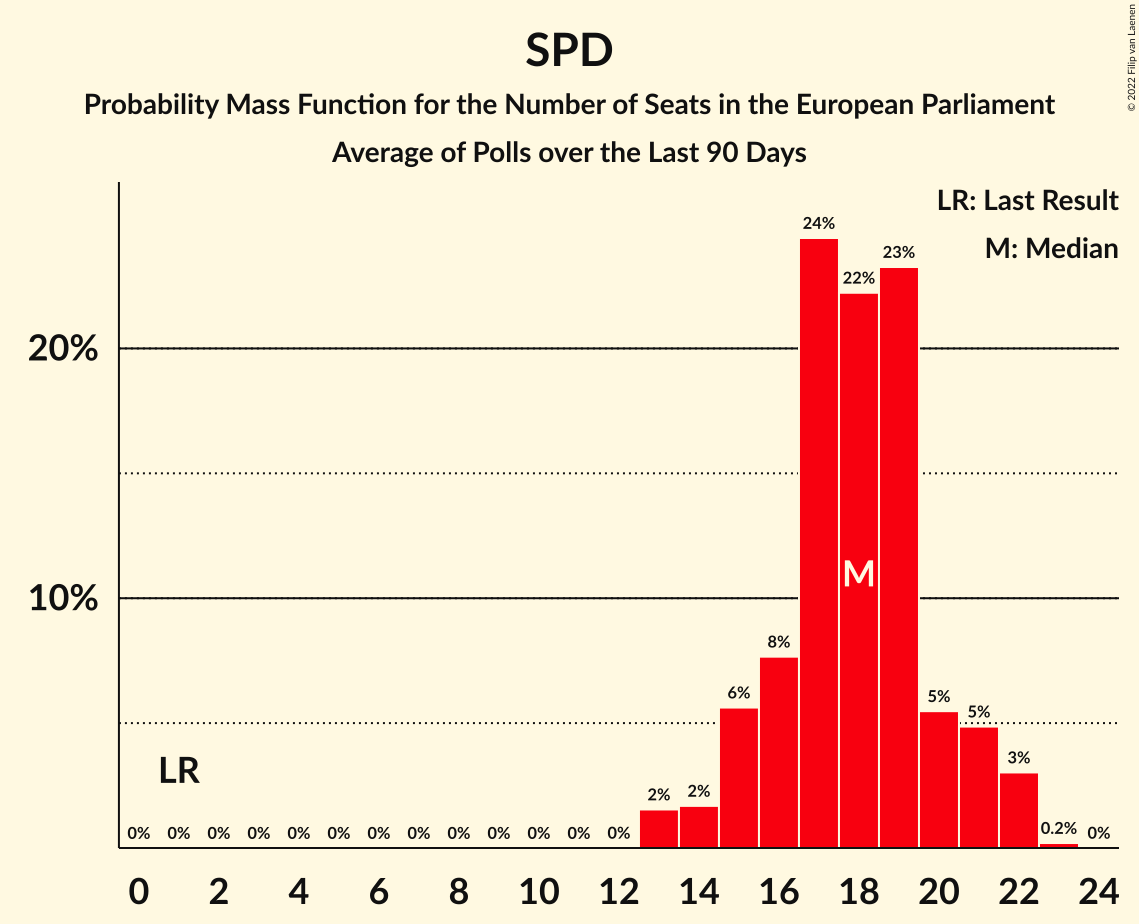 SPD
Probability Mass Function for the Number of Seats in the European Parliament
Average of Polls over the Last 90 Days
© 2022 Filip van Laenen
LR: Last Result
M: Median
24%
23%
22%
20%
M
10%
8%
6%
5%
5%
LR
3%
2%
2%
0% 0% 0% 0% 0% 0% 0% 0% 0% 0% 0% 0% 0% 0.2% 0%
0 2 4 6 8 10 12 14 16 18 20 22 24